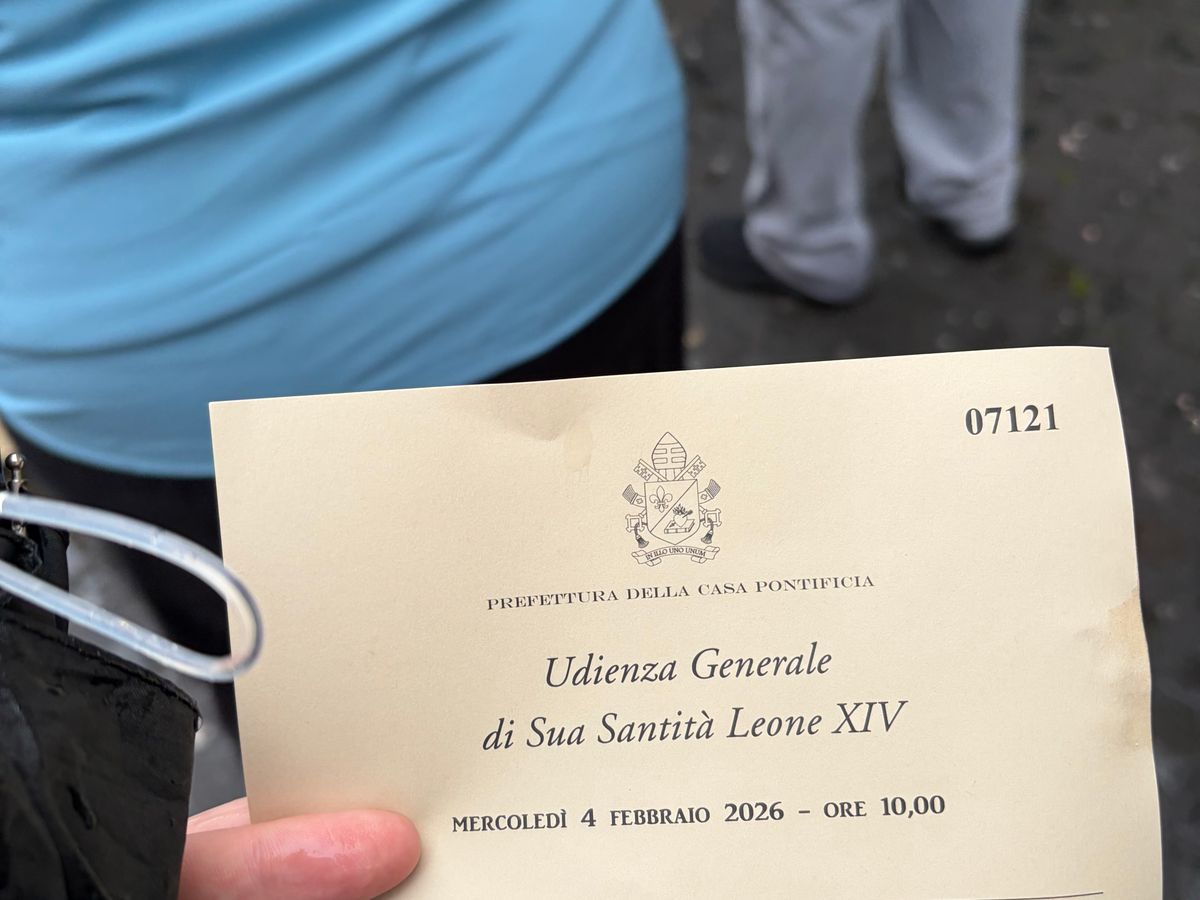 07121
IN ILLO UNO UNUM
PREFETTURA DELLA CASA PONTIFICIA
Udienza Generale
di Sua Santità Leone XIV
MERCOLEDÌ 4 FEBBRAIO 2026 – ORE 10,00